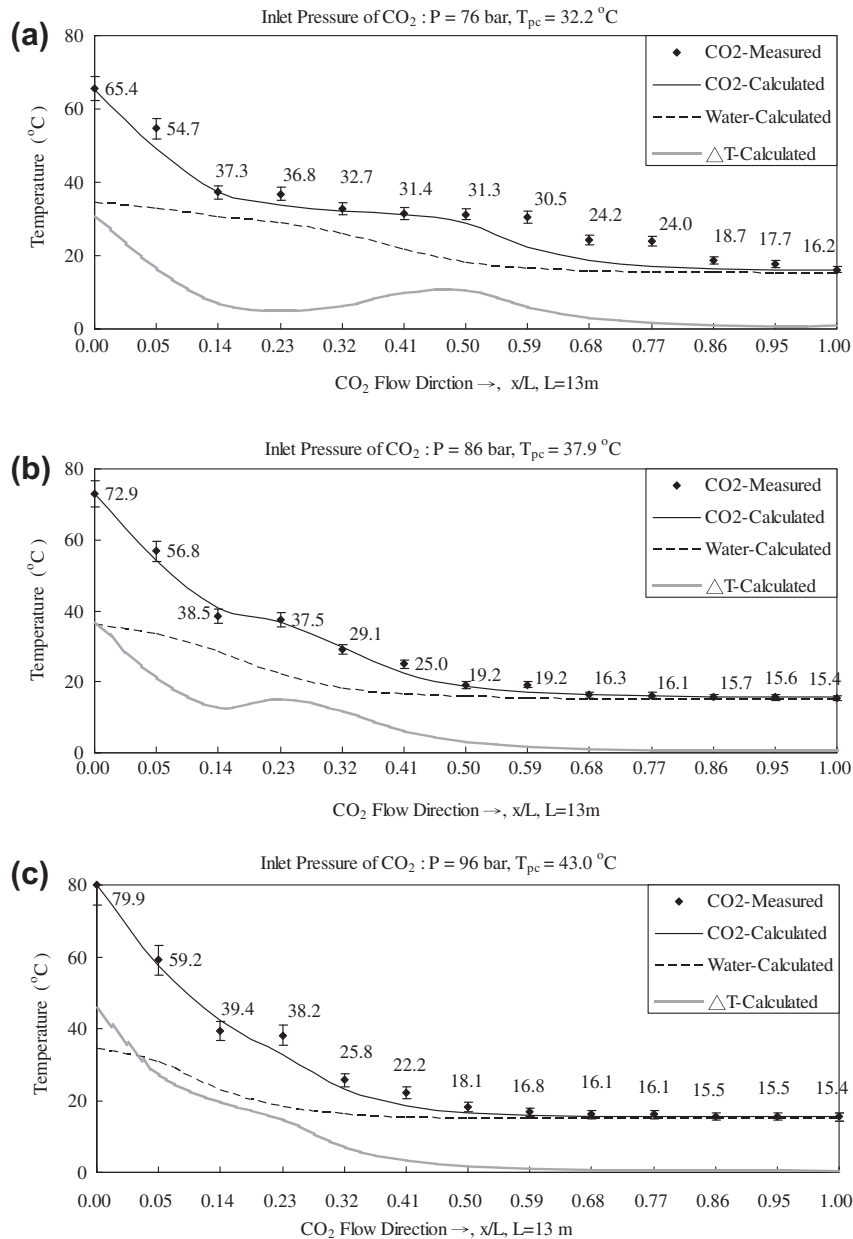 (a)
Inlet Pressure of CO₂ : P = 76 bar, Tpc = 32.2 °C
80
60
40
20
0
Temperature (°C)
65.4
54.7
37.3
36.8
32.7
31.4
31.3
30.5
24.2
24.0
18.7
17.7
16.2
CO2-Measured
CO2-Calculated
Water-Calculated
△T-Calculated
0.00 0.05 0.14 0.23 0.32 0.41 0.50 0.59 0.68 0.77 0.86 0.95 1.00
CO₂ Flow Dirction →, x/L, L=13m
(b)
Inlet Pressure of CO₂ : P = 86 bar, Tpc = 37.9 °C
80
60
40
20
0
Temperature (°C)
72.9
56.8
38.5
37.5
29.1
25.0
19.2
19.2
16.3
16.1
15.7
15.6
15.4
CO2-Measured
CO2-Calculated
Water-Calculated
△T-Calculated
0.00 0.05 0.14 0.23 0.32 0.41 0.50 0.59 0.68 0.77 0.86 0.95 1.00
CO₂ Flow Direction →, x/L, L=13m
(c)
Inlet Pressure of CO₂ : P = 96 bar, Tpc = 43.0 °C
80
60
40
20
0
Temperature (°C)
79.9
59.2
39.4
38.2
25.8
22.2
18.1
16.8
16.1
16.1
15.5
15.5
15.4
CO2-Measured
CO2-Calculated
Water-Calculated
△T-Calculated
0.00 0.05 0.14 0.23 0.32 0.41 0.50 0.59 0.68 0.77 0.86 0.95 1.00
CO₂ Flow Direction →, x/L, L=13 m